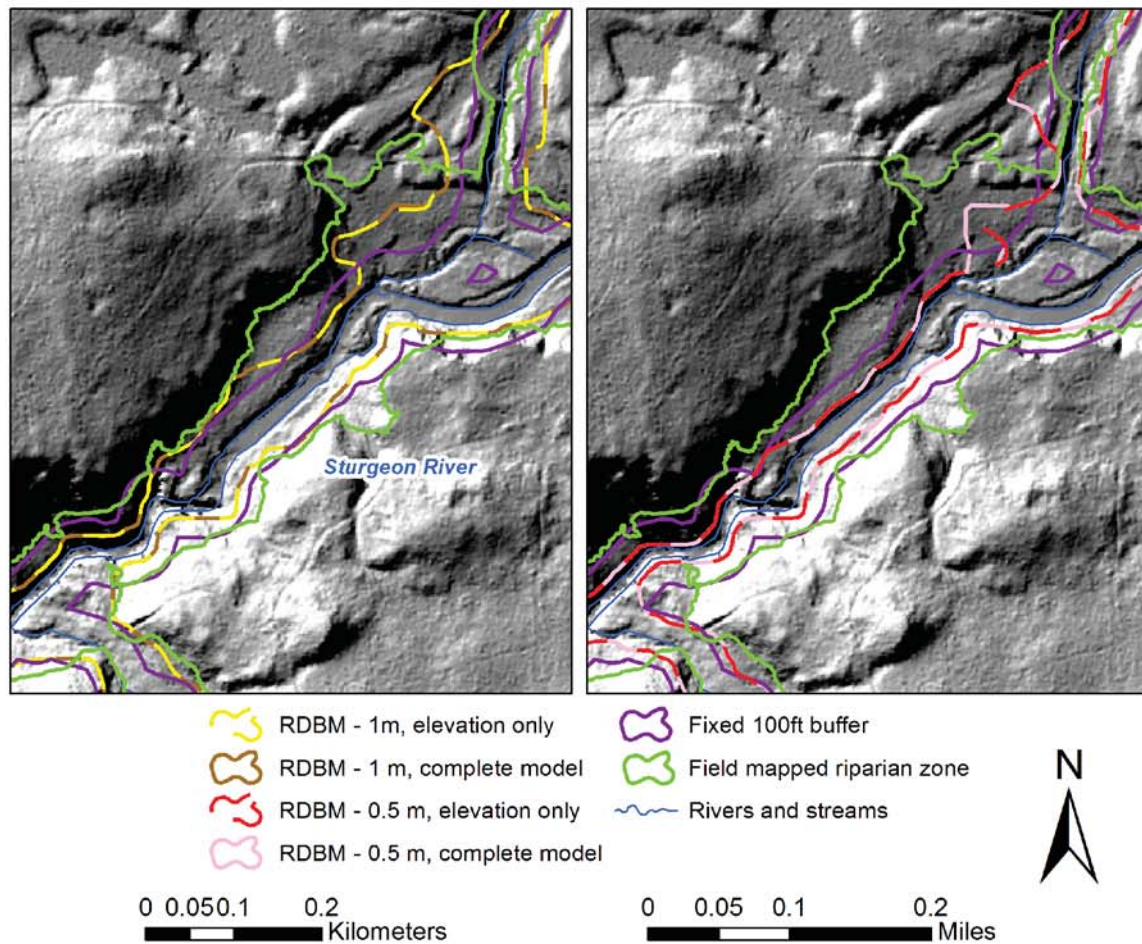 Sturgeon River
RDBM - 1m, elevation only
RDBM - 1 m, complete model
RDBM - 0.5 m, elevation only
RDBM - 0.5 m, complete model
Fixed 100ft buffer
Field mapped riparian zone
Rivers and streams
N
0 0.05 0.1 0.2
Kilometers
0 0.05 0.1 0.2
Miles